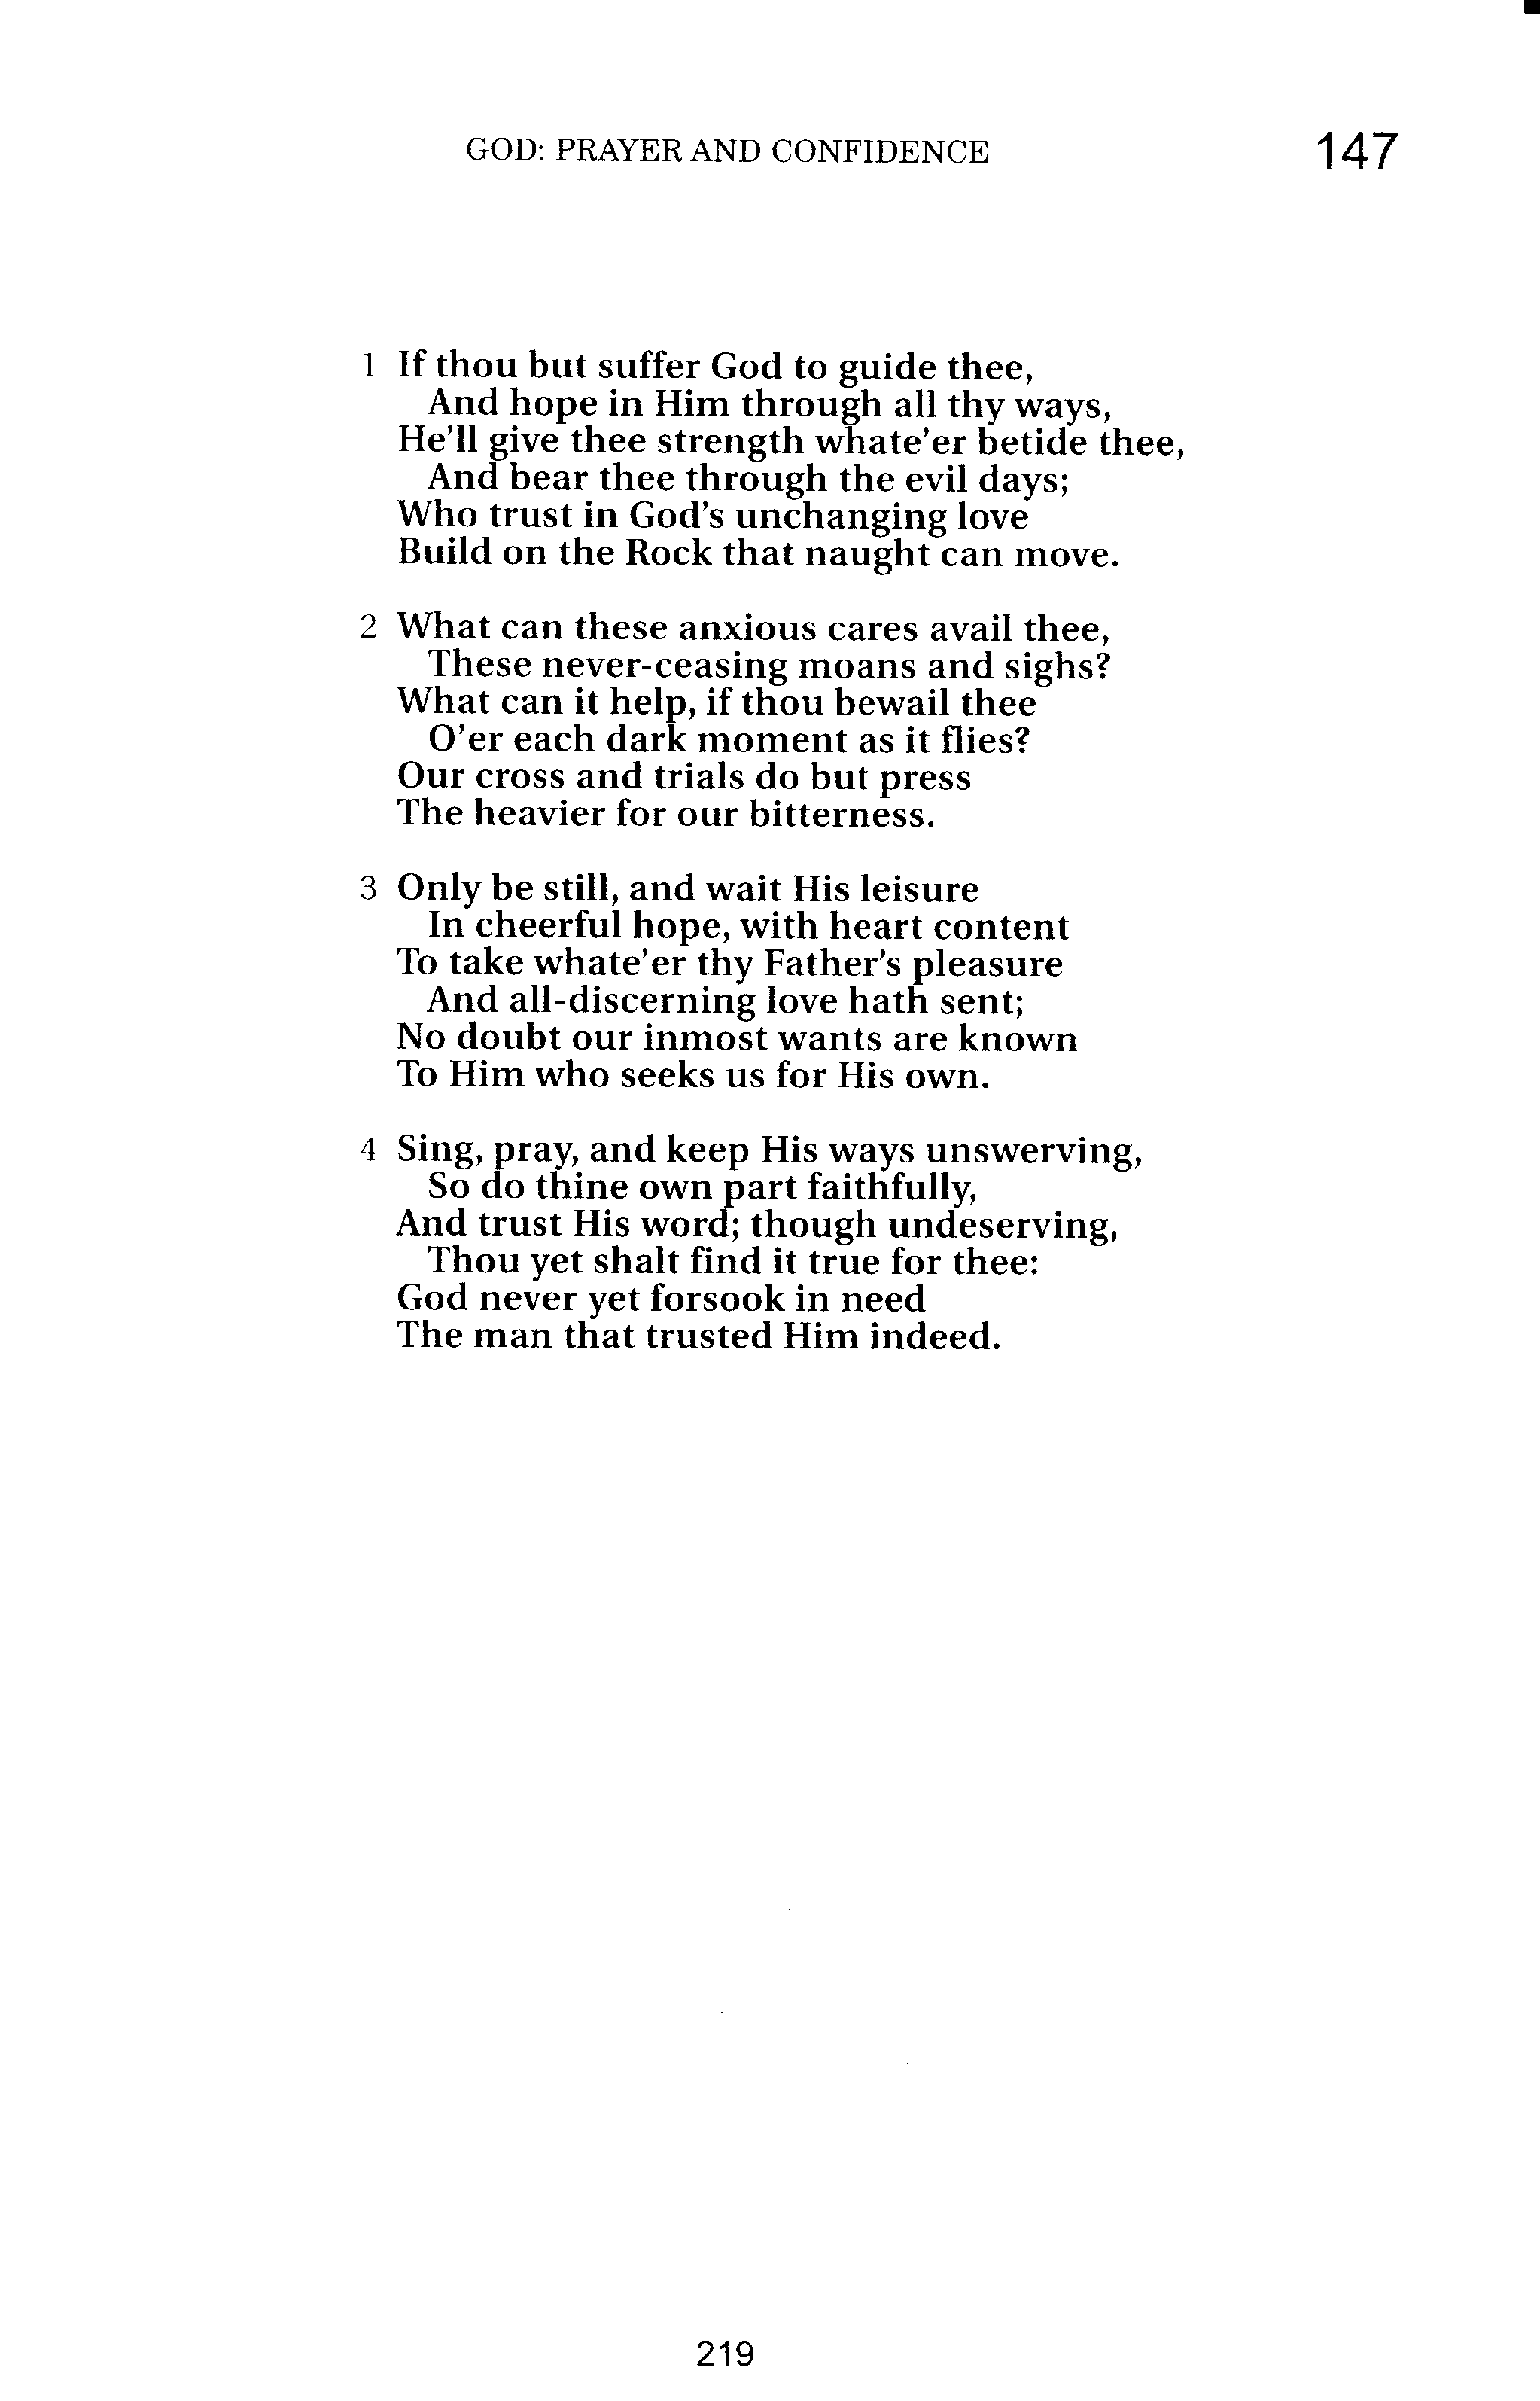 GOD: PRAYER AND CONFIDENCE 147
1 If thou but suffer God to guide thee,
And hope in Him through all thy ways,
He'll give thee strength whate'er betide thee,
And bear thee through the evil days;
Who trust in God's unchanging love
Build on the Rock that naught can move.
2 What can these anxious cares avail thee,
These never-ceasing moans and sighs?
What can it help, if thou bewail thee
O'er each dark moment as it flies?
Our cross and trials do but press
The heavier for our bitterness.
3 Only be still, and wait His leisure
In cheerful hope, with heart content
To take whate'er thy Father's pleasure
And all-discerning love hath sent;
No doubt our inmost wants are known
To Him who seeks us for His own.
4 Sing, pray, and keep His ways unswerving,
So do thine own part faithfully,
And trust His word; though undeserving,
Thou yet shalt find it true for thee:
God never yet forsook in need
The man that trusted Him indeed.
219